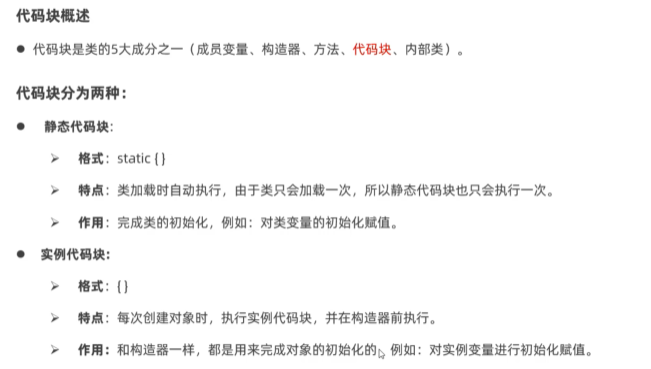 代码块概述
● 代码块是类的5大成分之一（成员变量、构造器、方法、代码块、内部类）。
代码块分为两种：
● 静态代码块：
➢ 格式：static { }
➢ 特点：类加载时自动执行，由于类只会加载一次，所以静态代码块也只会执行一次。
➢ 作用：完成类的初始化，例如：对类变量的初始化赋值。
● 实例代码块：
➢ 格式：{ }
➢ 特点：每次创建对象时，执行实例代码块，并在构造器前执行。
➢ 作用：和构造器一样，都是用来完成对象的初始化的，例如：对实例变量进行初始化赋值。